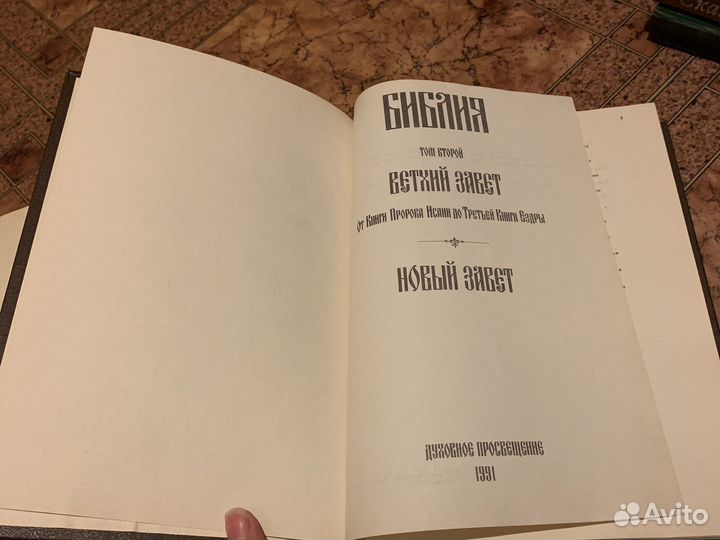 БИБЛИЯ
ТОМ ВТОРОЙ
ВЕТХИЙ ЗАВЕТ
От Книги Пророка Исаии до Третьей Книги Ездры
НОВЫЙ ЗАВЕТ
ДУХОВНОЕ ПРОСВЕЩЕНИЕ
1991
Avito